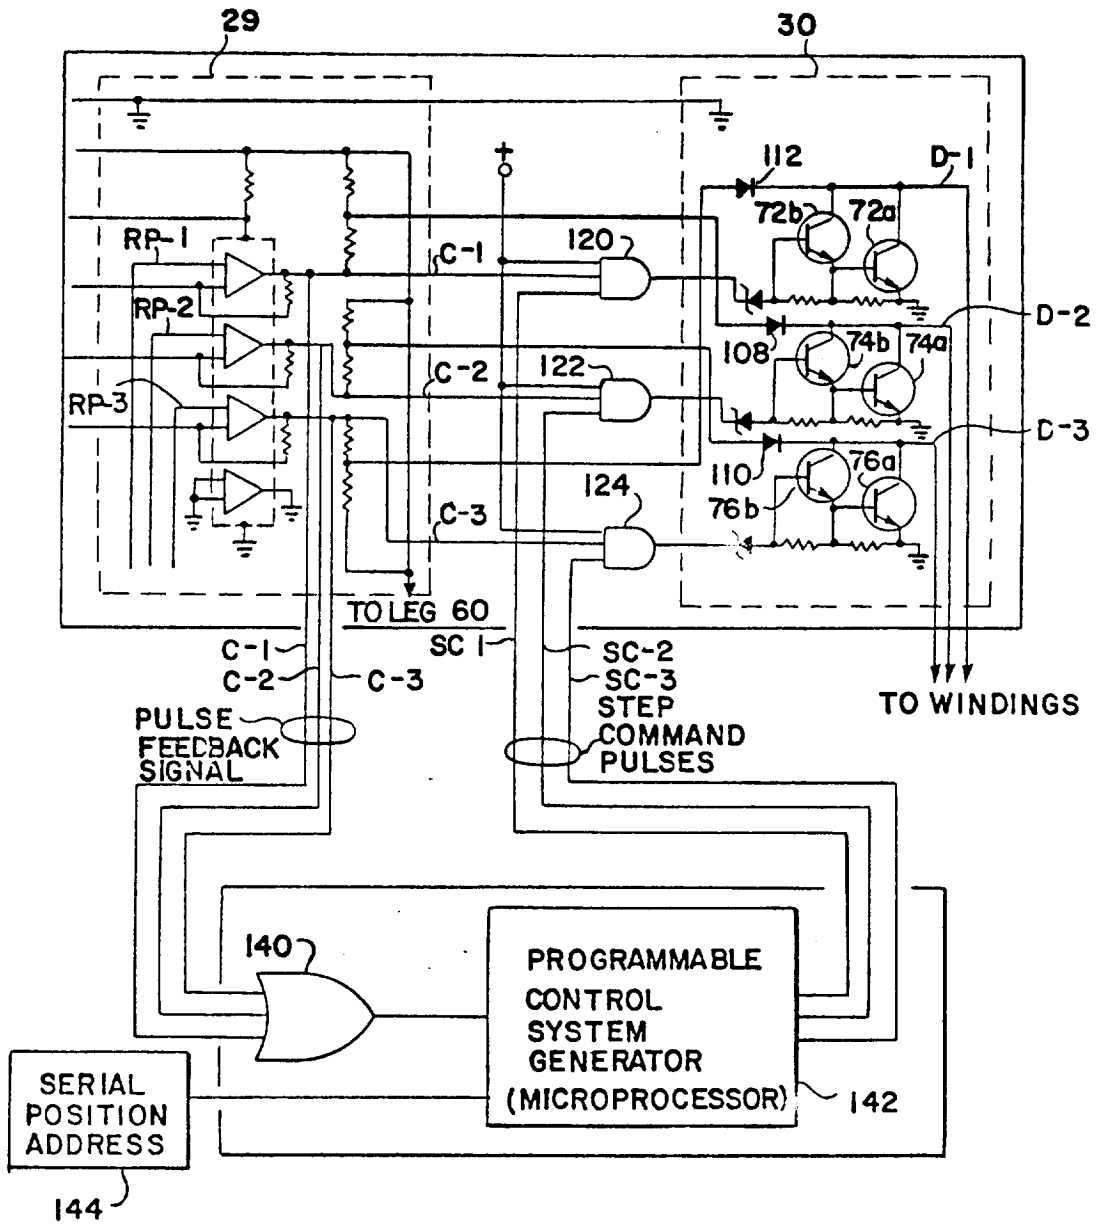 29
30
+
112
D-1
72b
72a
RP-1
C-1
120
RP-2
D-2
108
74b
74a
122
C-2
RP-3
D-3
110
76a
76b
124
C-3
TO LEG 60
C-1
SC 1
SC-2
C-2
C-3
SC-3
TO WINDINGS
PULSE
FEEDBACK
SIGNAL
STEP
COMMAND
PULSES
140
PROGRAMMABLE
CONTROL
SYSTEM
GENERATOR
(MICROPROCESSOR)
142
SERIAL
POSITION
ADDRESS
144